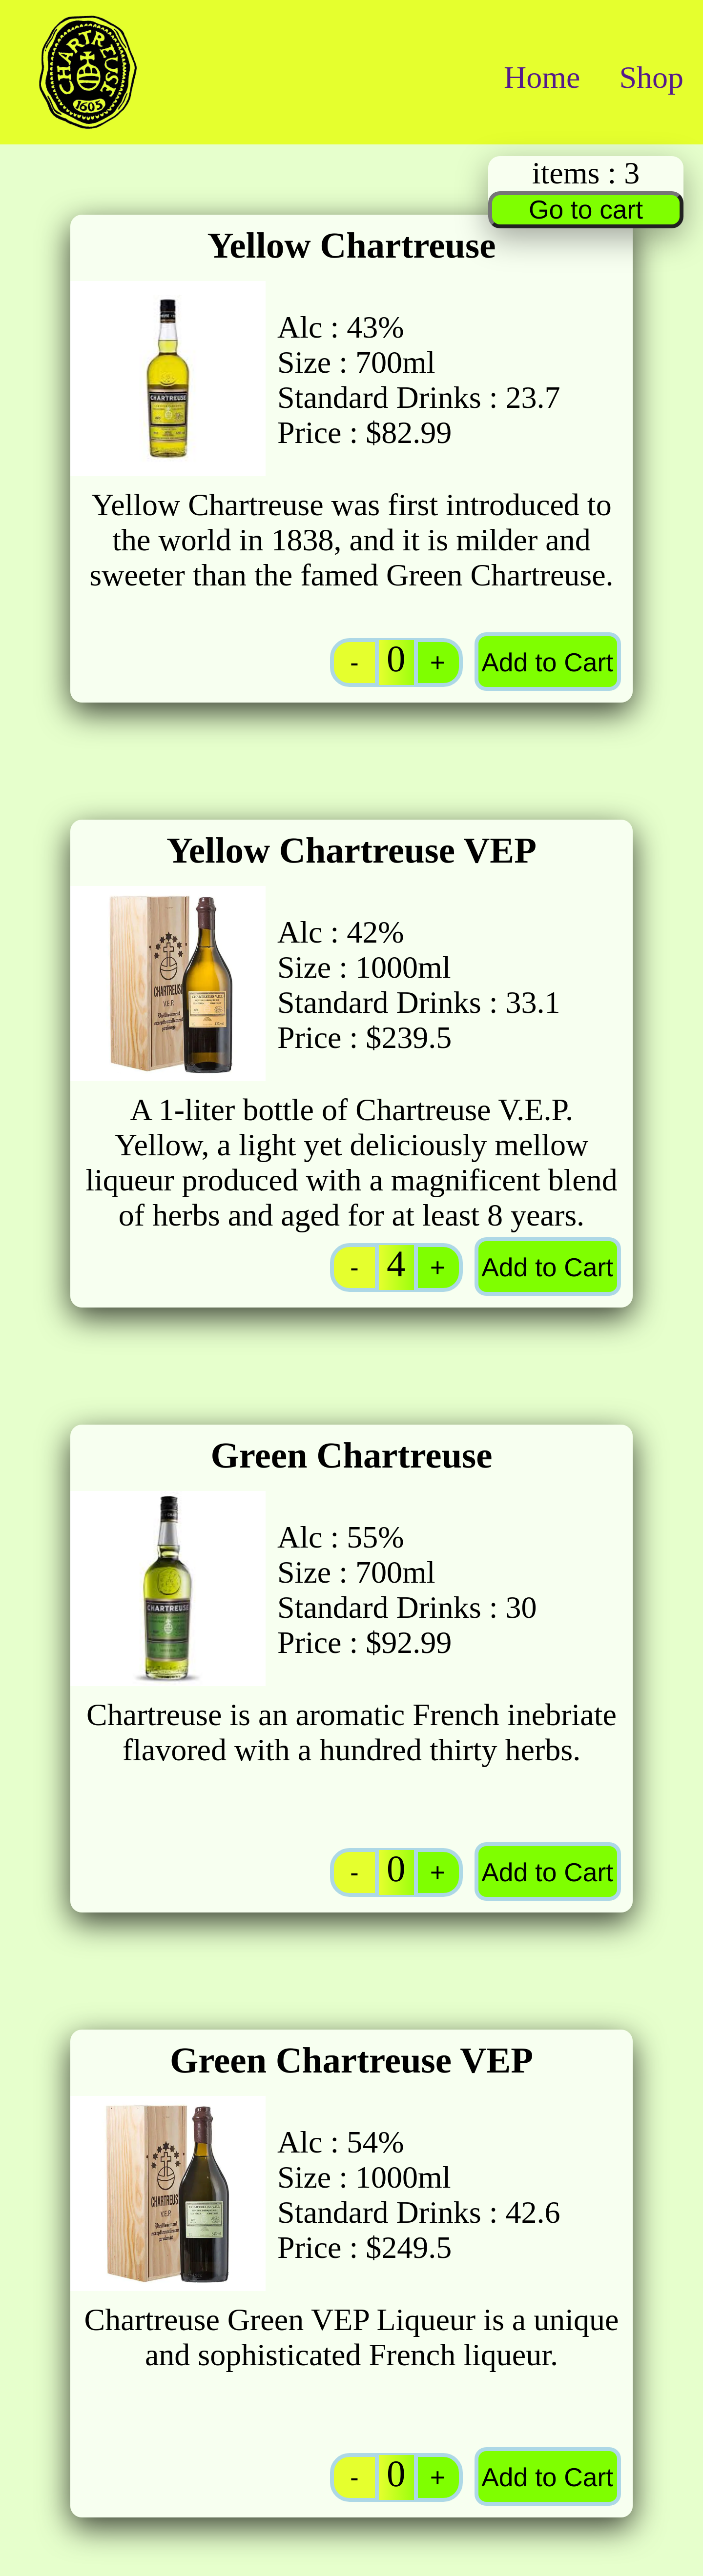 CHARTREUSE
1605
Home Shop
items : 3
Go to cart
Yellow Chartreuse
CHARTREUSE
Alc : 43%
Size : 700ml
Standard Drinks : 23.7
Price : $82.99
Yellow Chartreuse was first introduced to
the world in 1838, and it is milder and
sweeter than the famed Green Chartreuse.
- 0 + Add to Cart
Yellow Chartreuse VEP
CHARTREUSE
V.E.P.
Alc : 42%
Size : 1000ml
Standard Drinks : 33.1
Price : $239.5
A 1-liter bottle of Chartreuse V.E.P.
Yellow, a light yet deliciously mellow
liqueur produced with a magnificent blend
of herbs and aged for at least 8 years.
- 4 + Add to Cart
Green Chartreuse
CHARTREUSE
Alc : 55%
Size : 700ml
Standard Drinks : 30
Price : $92.99
Chartreuse is an aromatic French inebriate
flavored with a hundred thirty herbs.
- 0 + Add to Cart
Green Chartreuse VEP
CHARTREUS
V.E.P.
Alc : 54%
Size : 1000ml
Standard Drinks : 42.6
Price : $249.5
Chartreuse Green VEP Liqueur is a unique
and sophisticated French liqueur.
- 0 + Add to Cart